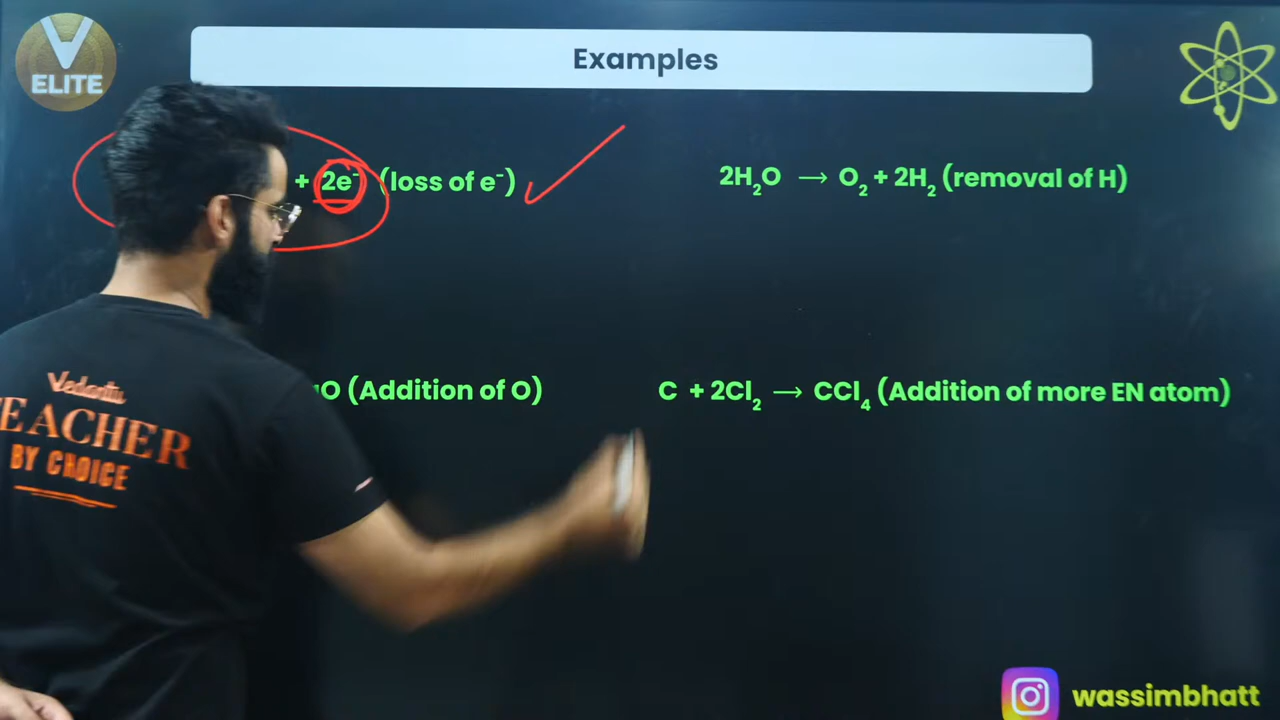 V
ELITE
Examples
+ 2e⁻ (loss of e⁻)
2H₂O → O₂ + 2H₂ (removal of H)
O (Addition of O)
C + 2Cl₂ → CCl₄ (Addition of more EN atom)
Vedantu
TEACHER
BY CHOICE
wassimbhatt